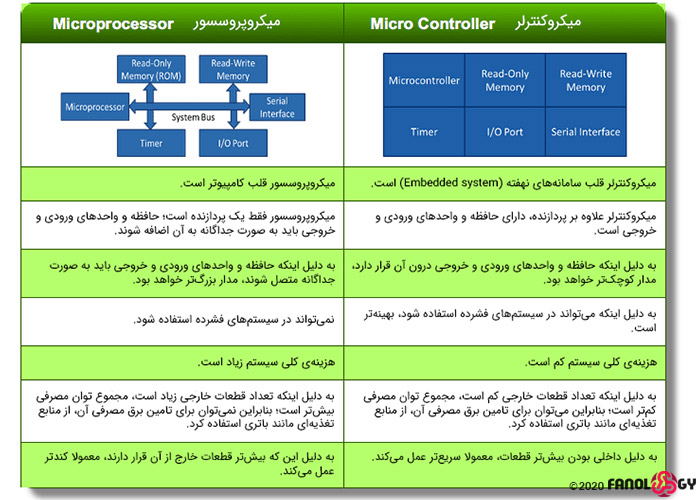 میکروکنترلر Micro Controller
میکروپروسسور Microprocessor
Microcontroller
Read-Only
Memory
Read-Write
Memory
Timer
I/O Port
Serial Interface
Read-Only
Memory (ROM)
Read-Write
Memory
Microprocessor
System Bus
Serial
Interface
Timer
I/O Port
میکروکنترلر قلب سامانه‌های نهفته (Embedded system) است.
میکروپروسسور قلب کامپیوتر است.
میکروکنترلر علاوه بر پردازنده، دارای حافظه و واحدهای ورودی و
خروجی است.
میکروپروسسور فقط یک پردازنده است؛ حافظه و واحدهای ورودی و
خروجی باید به صورت جداگانه به آن اضافه شوند.
به دلیل اینکه حافظه و واحدهای ورودی و خروجی درون آن قرار دارد،
مدار کوچک‌تر خواهد بود.
به دلیل اینکه حافظه و واحدهای ورودی و خروجی باید به صورت
جداگانه متصل شوند، مدار بزرگ‌تر خواهد بود.
به دلیل اینکه می‌تواند در سیستم‌های فشرده استفاده شود، بهینه‌تر
است.
نمی‌تواند در سیستم‌های فشرده استفاده شود.
هزینه‌ی کلی سیستم کم است.
هزینه‌ی کلی سیستم زیاد است.
به دلیل اینکه تعداد قطعات خارجی کم است، مجموع توان مصرفی
کم‌تر است؛ بنابراین می‌توان برای تامین برق مصرفی آن، از منابع
تغذیه‌ای مانند باتری استفاده کرد.
به دلیل اینکه تعداد قطعات خارجی زیاد است، مجموع توان مصرفی
بیش‌تر است؛ بنابراین نمی‌توان برای تامین برق مصرفی آن، از منابع
تغذیه‌ای مانند باتری استفاده کرد.
به دلیل داخلی بودن بیش‌تر قطعات، معمولا سریع‌تر عمل می‌کند.
به دلیل این که بیش‌تر قطعات خارج از آن قرار دارند، معمولا کندتر
عمل می‌کند.
©2020 FANOLOGY